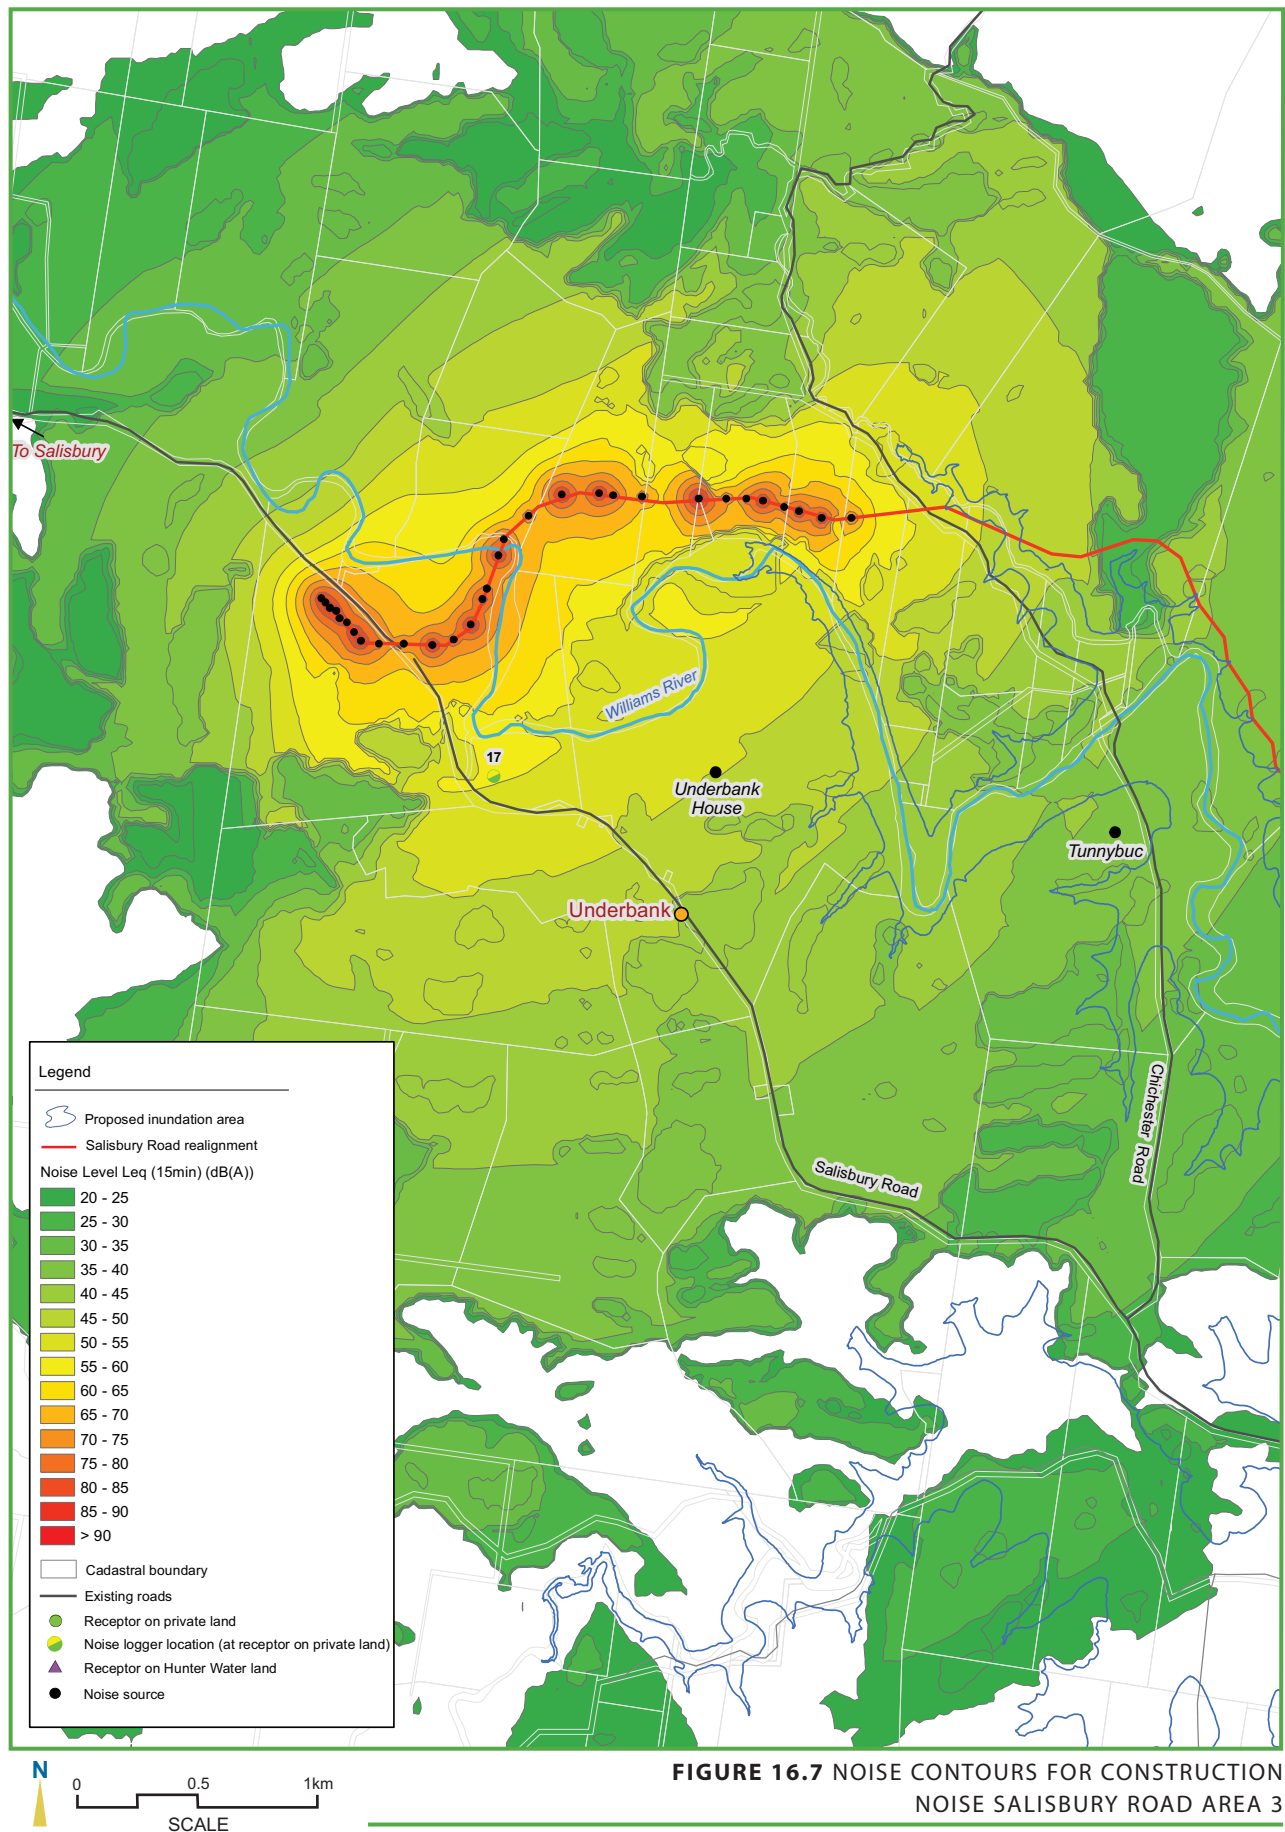 To Salisbury
Williams River
17
Underbank
House
Tunnybuc
Underbank
Chichester Road
Salisbury Road
Legend
Proposed inundation area
Salisbury Road realignment
Noise Level Leq (15min) (dB(A))
20 - 25
25 - 30
30 - 35
35 - 40
40 - 45
45 - 50
50 - 55
55 - 60
60 - 65
65 - 70
70 - 75
75 - 80
80 - 85
85 - 90
> 90
Cadastral boundary
Existing roads
Receptor on private land
Noise logger location (at receptor on private land)
Receptor on Hunter Water land
Noise source
N
0 0.5 1km
SCALE
FIGURE 16.7 NOISE CONTOURS FOR CONSTRUCTION
NOISE SALISBURY ROAD AREA 3